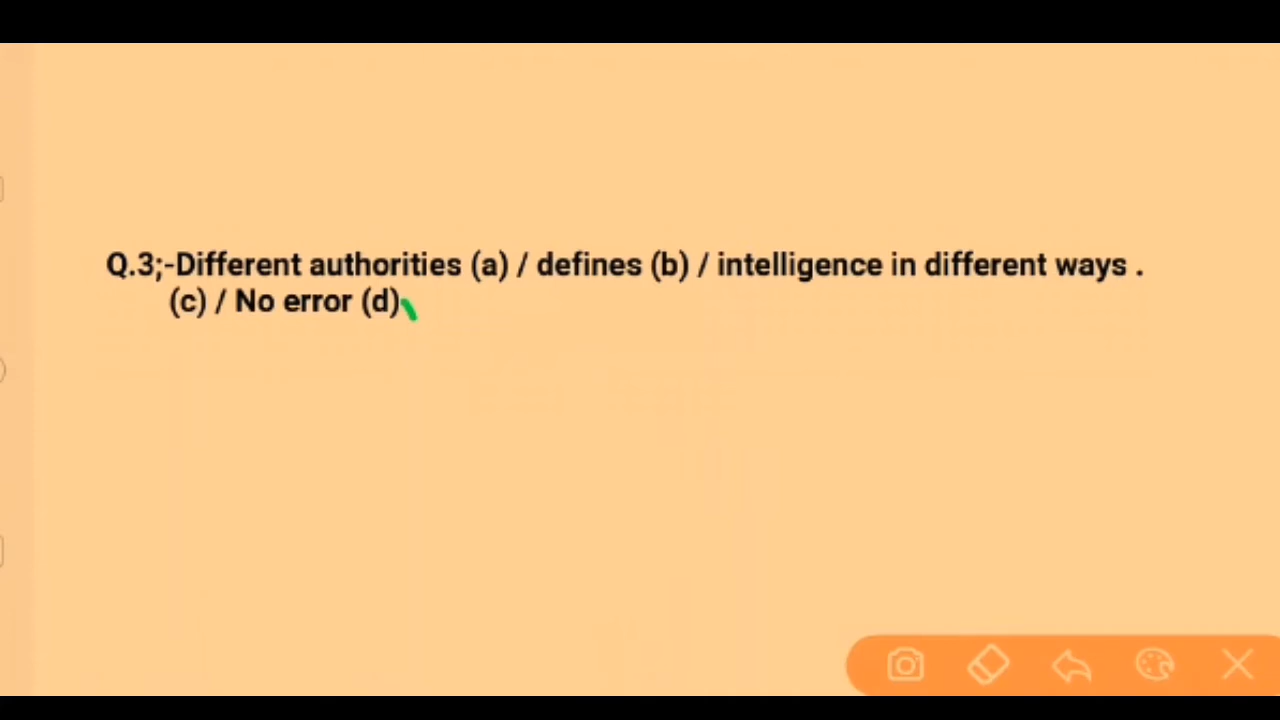 Q.3;-Different authorities (a) / defines (b) / intelligence in different ways .
(c) / No error (d)